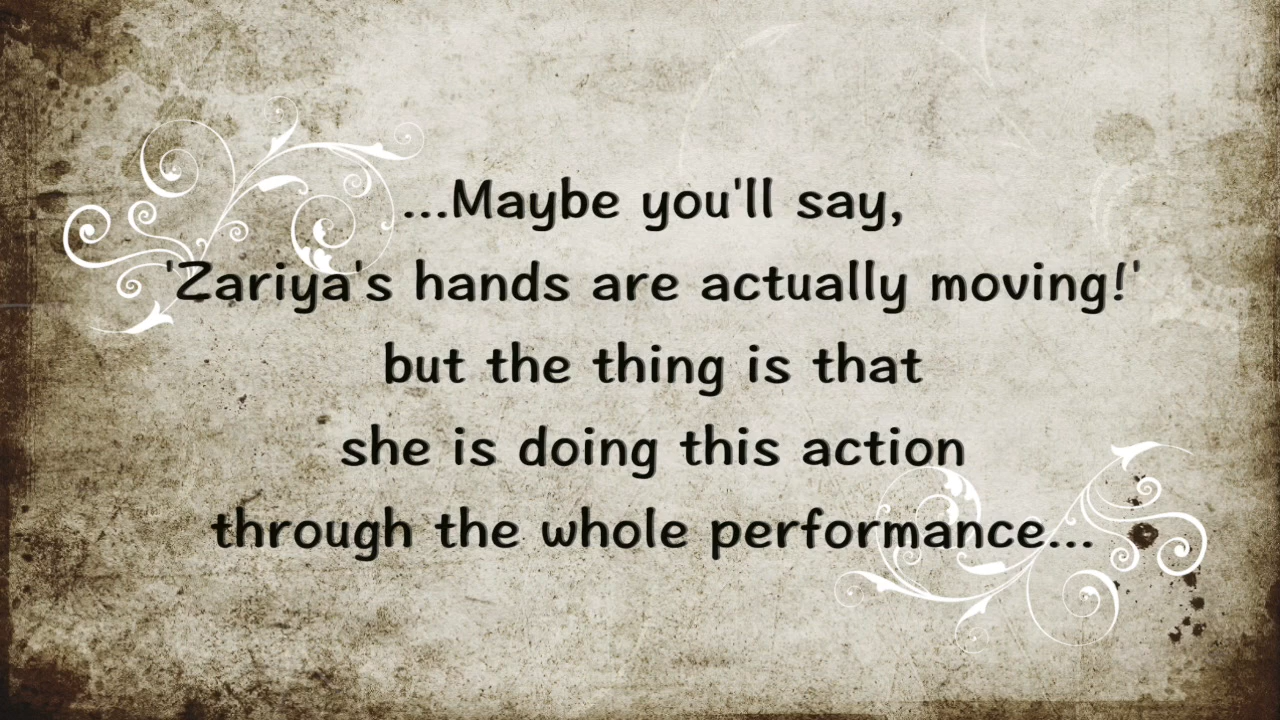 ...Maybe you'll say,
'Zariya's hands are actually moving!'
but the thing is that
she is doing this action
through the whole performance...